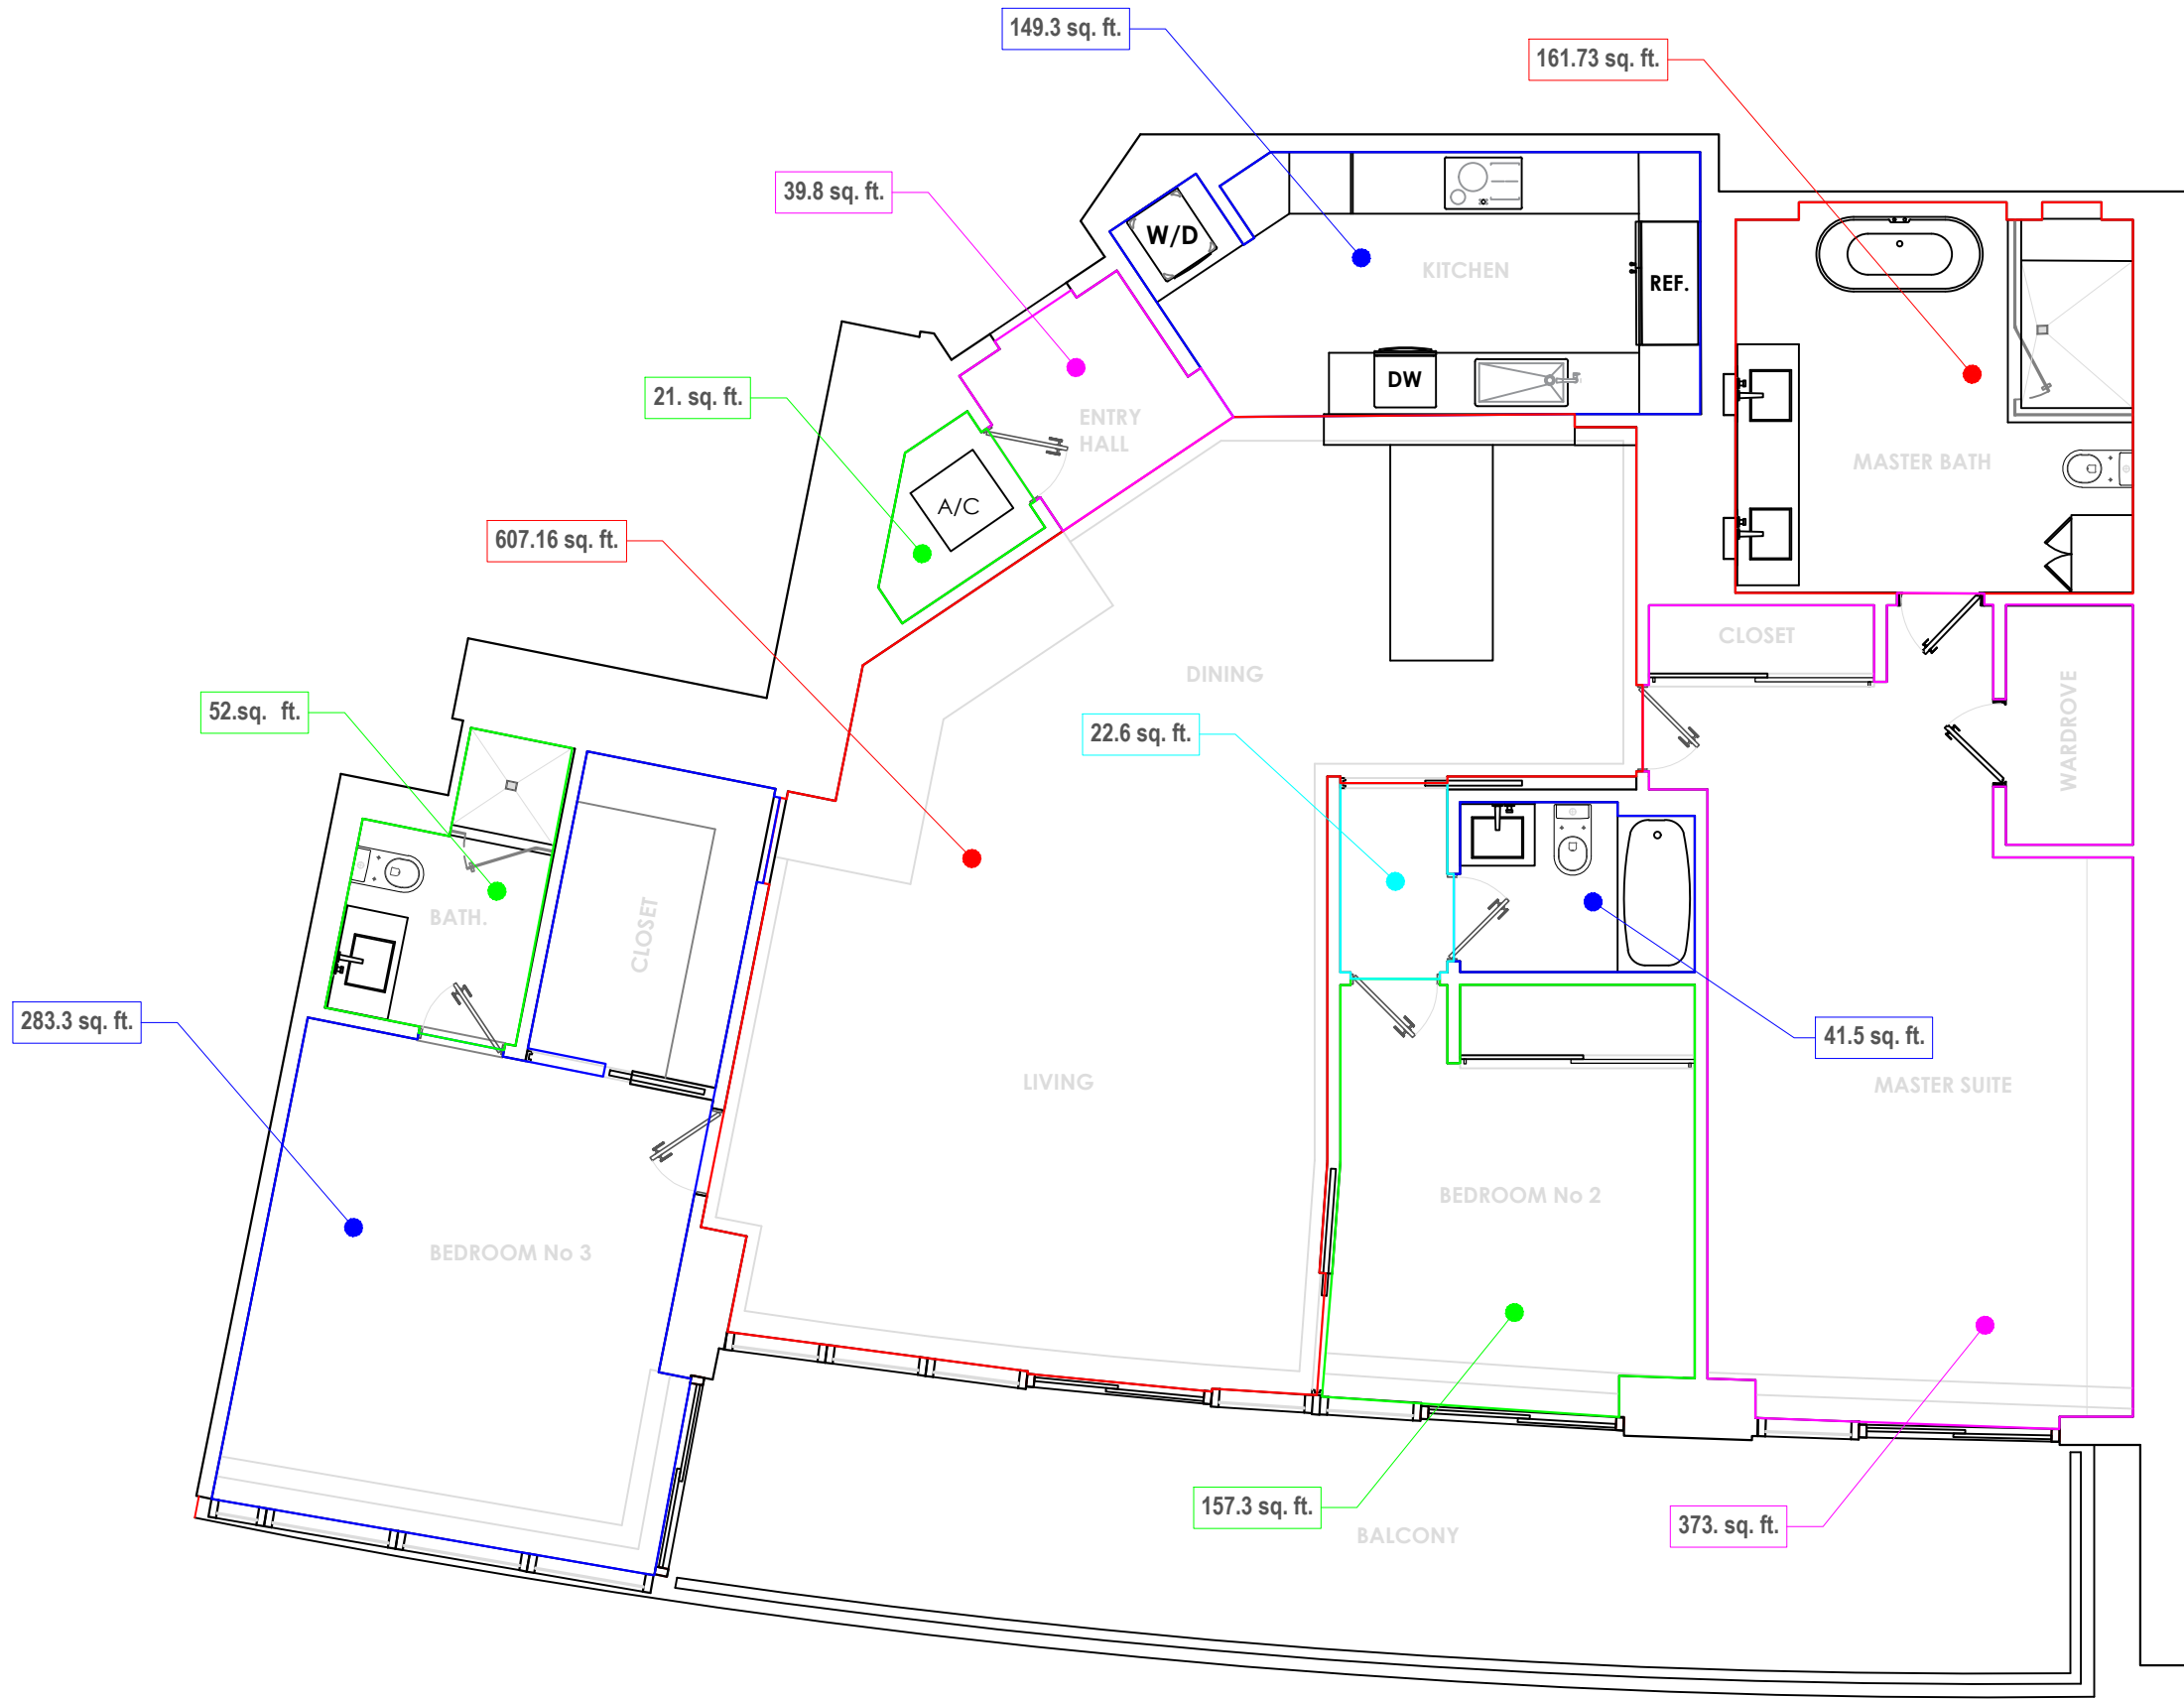 149.3 sq. ft.
161.73 sq. ft.
39.8 sq. ft.
W/D
KITCHEN
REF.
21. sq. ft.
DW
ENTRY
HALL
MASTER BATH
A/C
607.16 sq. ft.
CLOSET
DINING
WARDROVE
52.sq. ft.
22.6 sq. ft.
BATH.
CLOSET
283.3 sq. ft.
41.5 sq. ft.
LIVING
MASTER SUITE
BEDROOM No 2
BEDROOM No 3
157.3 sq. ft.
373. sq. ft.
BALCONY